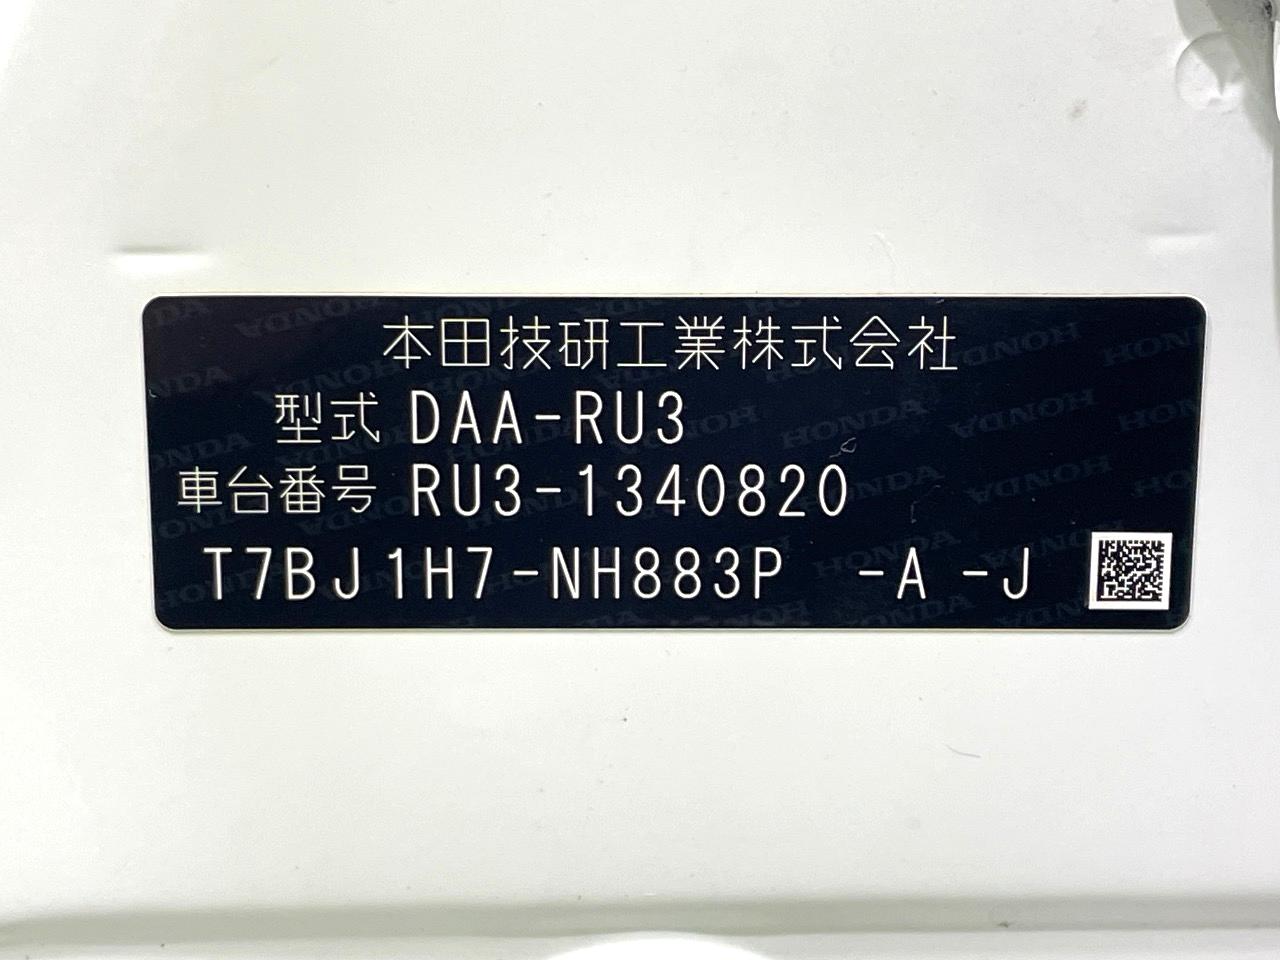 本田技研工業株式会社
型式 DAA-RU3
車台番号 RU3-1340820
T7BJ1H7-NH883P -A -J